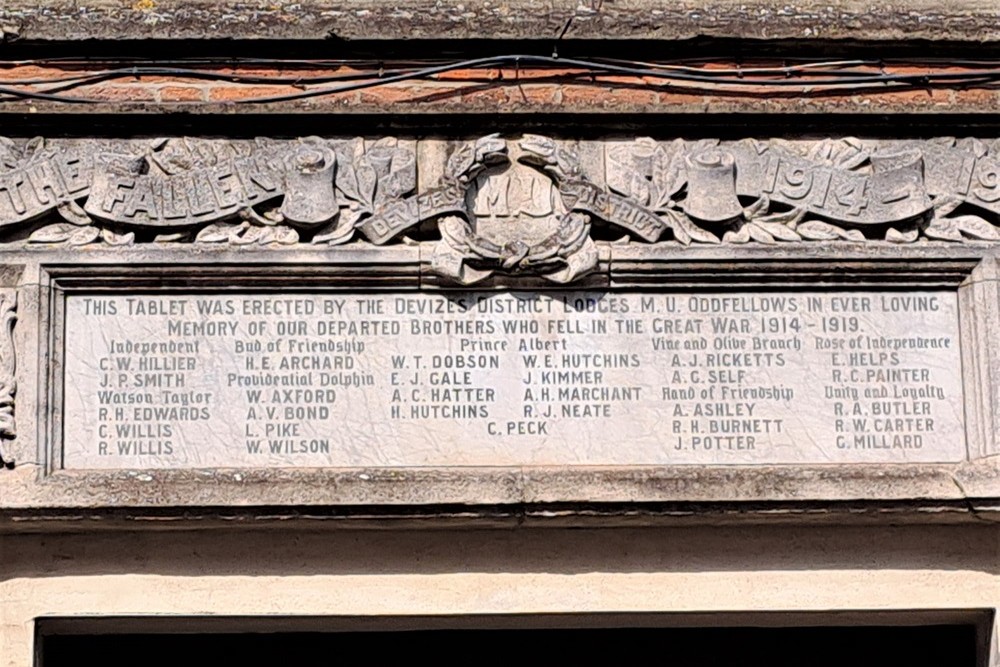 THE FALLEN
DEVIZES M U DISTRICT
1914 19
THIS TABLET WAS ERECTED BY THE DEVIZES DISTRICT LODGES M. U. ODDFELLOWS IN EVER LOVING
MEMORY OF OUR DEPARTED BROTHERS WHO FELL IN THE GREAT WAR 1914 - 1919.
Independent
C. W. HILLIER
J. P. SMITH
Watson Taylor
R. H. EDWARDS
C. WILLIS
R. WILLIS
Bud of Friendship
H. E. ARCHARD
Providential Dolphin
W. AXFORD
A. V. BOND
L. PIKE
W. WILSON
Prince Albert
W. T. DOBSON W. E. HUTCHINS
E. J. GALE J. KIMMER
A. C. HATTER A. H. MARCHANT
H. HUTCHINS R. J. NEATE
C. PECK
Vine and Olive Branch
A. J. RICKETTS
A. G. SELF
Hand of Friendship
A. ASHLEY
R. H. BURNETT
J. POTTER
Rose of Independence
E. HELPS
R. C. PAINTER
Unity and Loyalty
R. A. BUTLER
R. W. CARTER
G. MILLARD